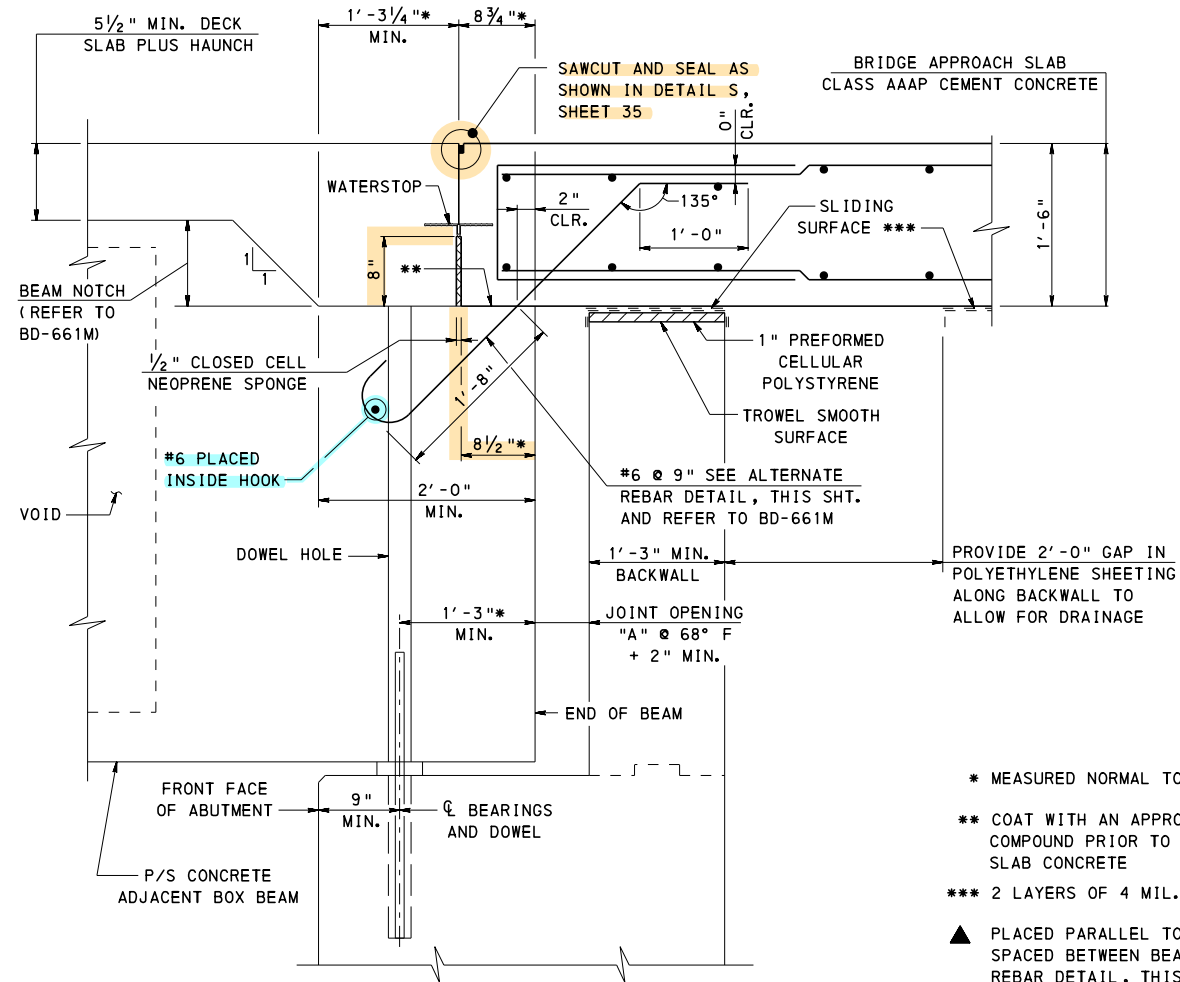 5½" MIN. DECK
SLAB PLUS HAUNCH
1'-3¼"*
MIN.
8¾"*
SAWCUT AND SEAL AS
SHOWN IN DETAIL S,
SHEET 35
0"
CLR.
BRIDGE APPROACH SLAB
CLASS AAAP CEMENT CONCRETE
WATERSTOP
2"
CLR.
135°
SLIDING
SURFACE ***
1'-0"
1'-6"
1
1
8"
**
BEAM NOTCH
(REFER TO
BD-661M)
½" CLOSED CELL
NEOPRENE SPONGE
1'-8"
1" PREFORMED
CELLULAR
POLYSTYRENE
TROWEL SMOOTH
SURFACE
8½"*
#6 PLACED
INSIDE HOOK
#6 @ 9" SEE ALTERNATE
REBAR DETAIL, THIS SHT.
AND REFER TO BD-661M
2'-0"
MIN.
VOID
DOWEL HOLE
1'-3" MIN.
BACKWALL
PROVIDE 2'-0" GAP IN
POLYETHYLENE SHEETING
ALONG BACKWALL TO
ALLOW FOR DRAINAGE
1'-3"*
MIN.
JOINT OPENING
"A" @ 68° F
+ 2" MIN.
END OF BEAM
FRONT FACE
OF ABUTMENT
9"
MIN.
℄ BEARINGS
AND DOWEL
P/S CONCRETE
ADJACENT BOX BEAM
* MEASURED NORMAL TO
** COAT WITH AN APPRO
COMPOUND PRIOR TO
SLAB CONCRETE
*** 2 LAYERS OF 4 MIL.
▲ PLACED PARALLEL TO
SPACED BETWEEN BEA
REBAR DETAIL, THIS